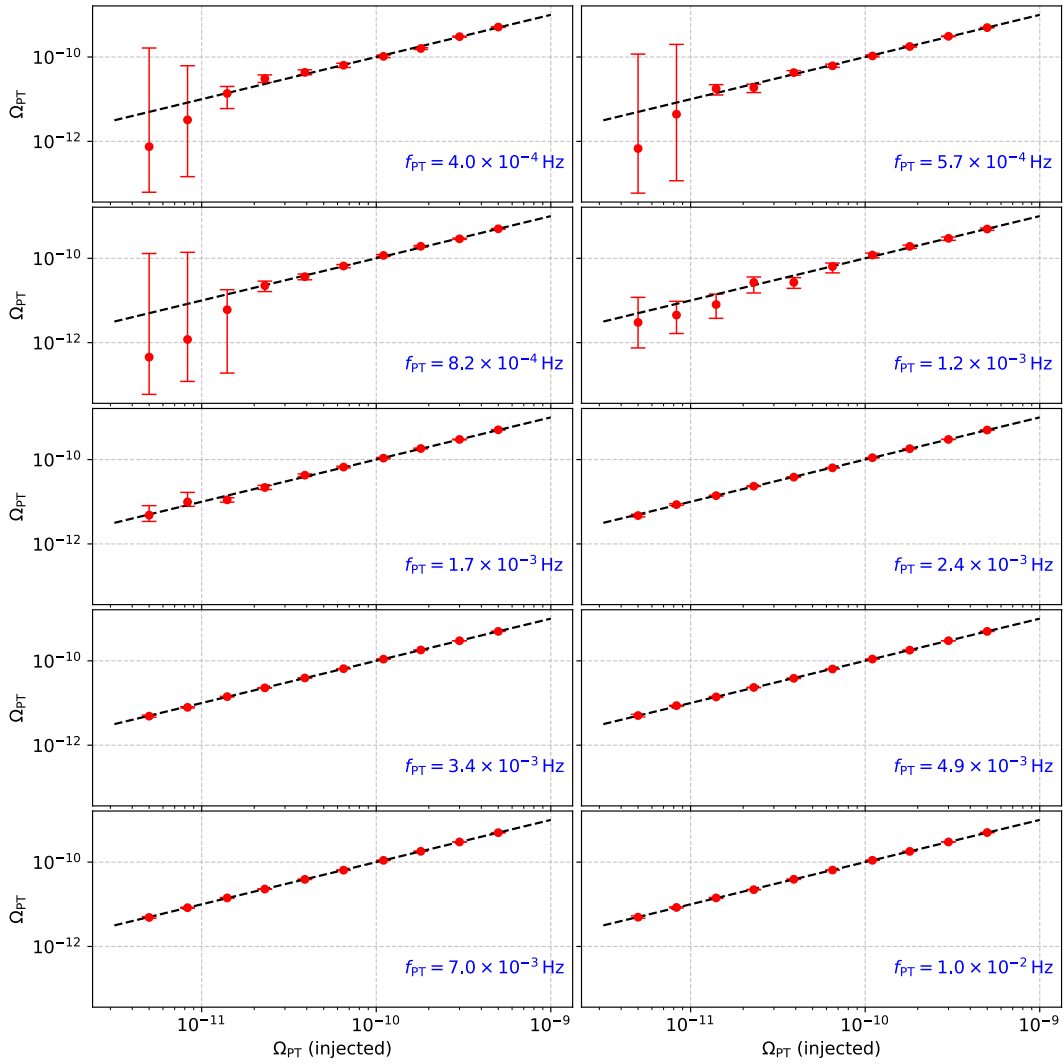 Ω_PT
10⁻¹⁰
10⁻¹²
f_PT = 4.0 × 10⁻⁴ Hz
f_PT = 5.7 × 10⁻⁴ Hz
Ω_PT
10⁻¹⁰
10⁻¹²
f_PT = 8.2 × 10⁻⁴ Hz
f_PT = 1.2 × 10⁻³ Hz
Ω_PT
10⁻¹⁰
10⁻¹²
f_PT = 1.7 × 10⁻³ Hz
f_PT = 2.4 × 10⁻³ Hz
Ω_PT
10⁻¹⁰
10⁻¹²
f_PT = 3.4 × 10⁻³ Hz
f_PT = 4.9 × 10⁻³ Hz
Ω_PT
10⁻¹⁰
10⁻¹²
f_PT = 7.0 × 10⁻³ Hz
f_PT = 1.0 × 10⁻² Hz
10⁻¹¹ 10⁻¹⁰ 10⁻⁹ 10⁻¹¹ 10⁻¹⁰ 10⁻⁹
Ω_PT (injected) Ω_PT (injected)